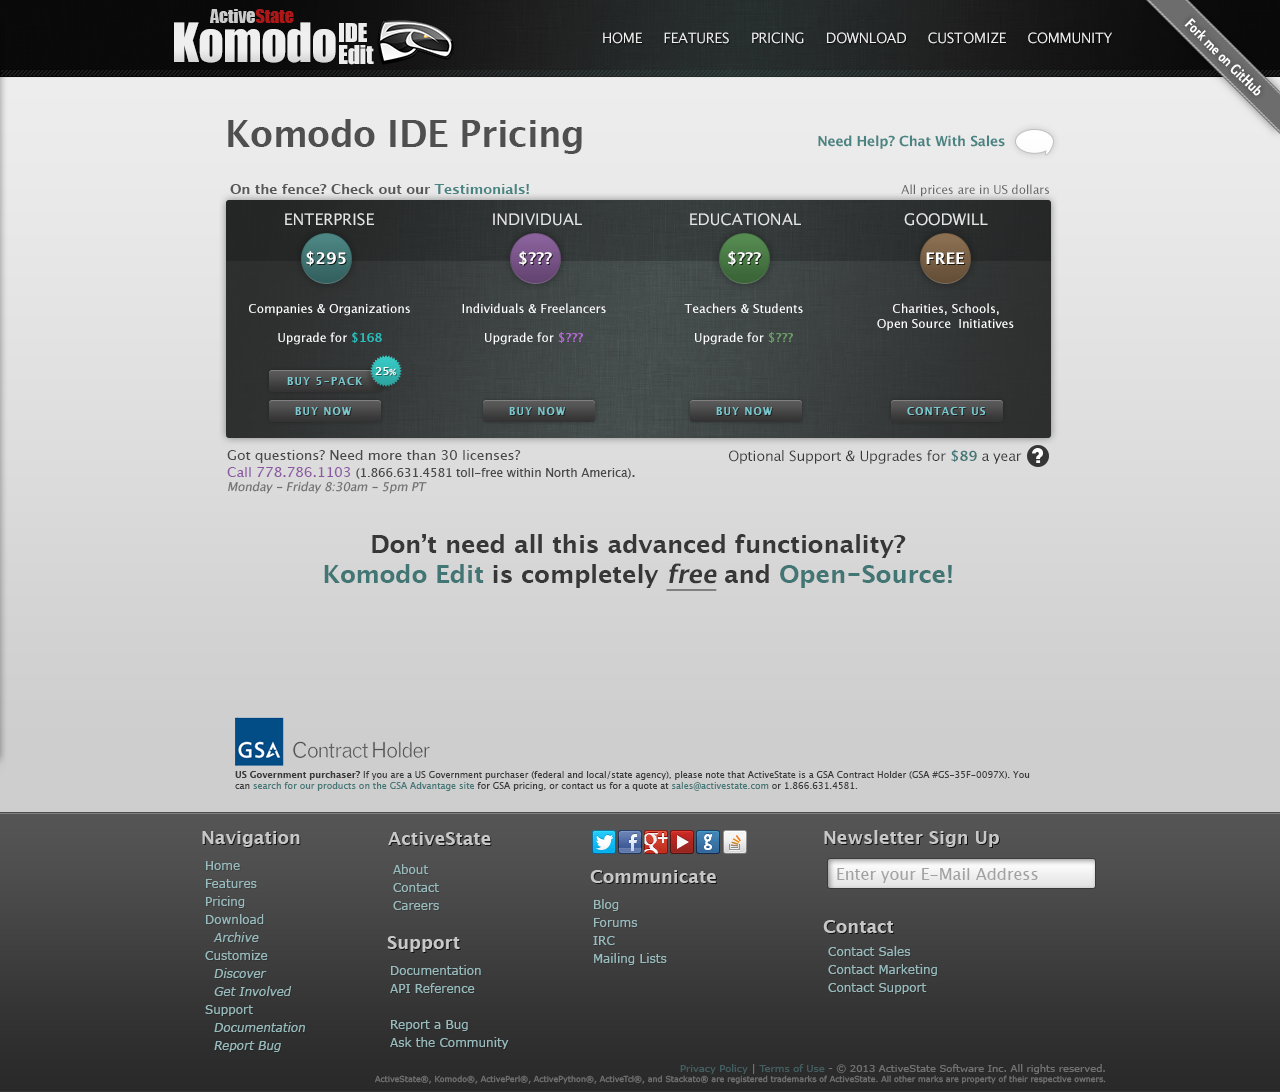 ActiveState
Komodo IDE Edit
HOME FEATURES PRICING DOWNLOAD CUSTOMIZE COMMUNITY
Fork me on GitHub
Komodo IDE Pricing
Need Help? Chat With Sales
On the fence? Check out our Testimonials!
All prices are in US dollars
ENTERPRISE INDIVIDUAL EDUCATIONAL GOODWILL
$295 $??? $??? FREE
Companies & Organizations Individuals & Freelancers Teachers & Students Charities, Schools,
Open Source Initiatives
Upgrade for $168 Upgrade for $??? Upgrade for $???
BUY 5-PACK 25%
BUY NOW BUY NOW BUY NOW CONTACT US
Got questions? Need more than 30 licenses?
Optional Support & Upgrades for $89 a year ?
Call 778.786.1103 (1.866.631.4581 toll-free within North America).
Monday - Friday 8:30am - 5pm PT
Don’t need all this advanced functionality?
Komodo Edit is completely free and Open-Source!
GSA Contract Holder
US Government purchaser? If you are a US Government purchaser (federal and local/state agency), please note that ActiveState is a GSA Contract Holder (GSA #GS-35F-0097X). You
can search for our products on the GSA Advantage site for GSA pricing, or contact us for a quote at sales@activestate.com or 1.866.631.4581.
Navigation
Home
Features
Pricing
Download
Archive
Customize
Discover
Get Involved
Support
Documentation
Report Bug
ActiveState
About
Contact
Careers
Support
Documentation
API Reference
Report a Bug
Ask the Community
f g+ g
Communicate
Blog
Forums
IRC
Mailing Lists
Newsletter Sign Up
Enter your E-Mail Address
Contact
Contact Sales
Contact Marketing
Contact Support
Privacy Policy | Terms of Use - © 2013 ActiveState Software Inc. All rights reserved.
ActiveState®, Komodo®, ActivePerl®, ActivePython®, ActiveTcl®, and Stackato® are registered trademarks of ActiveState. All other marks are property of their respective owners.